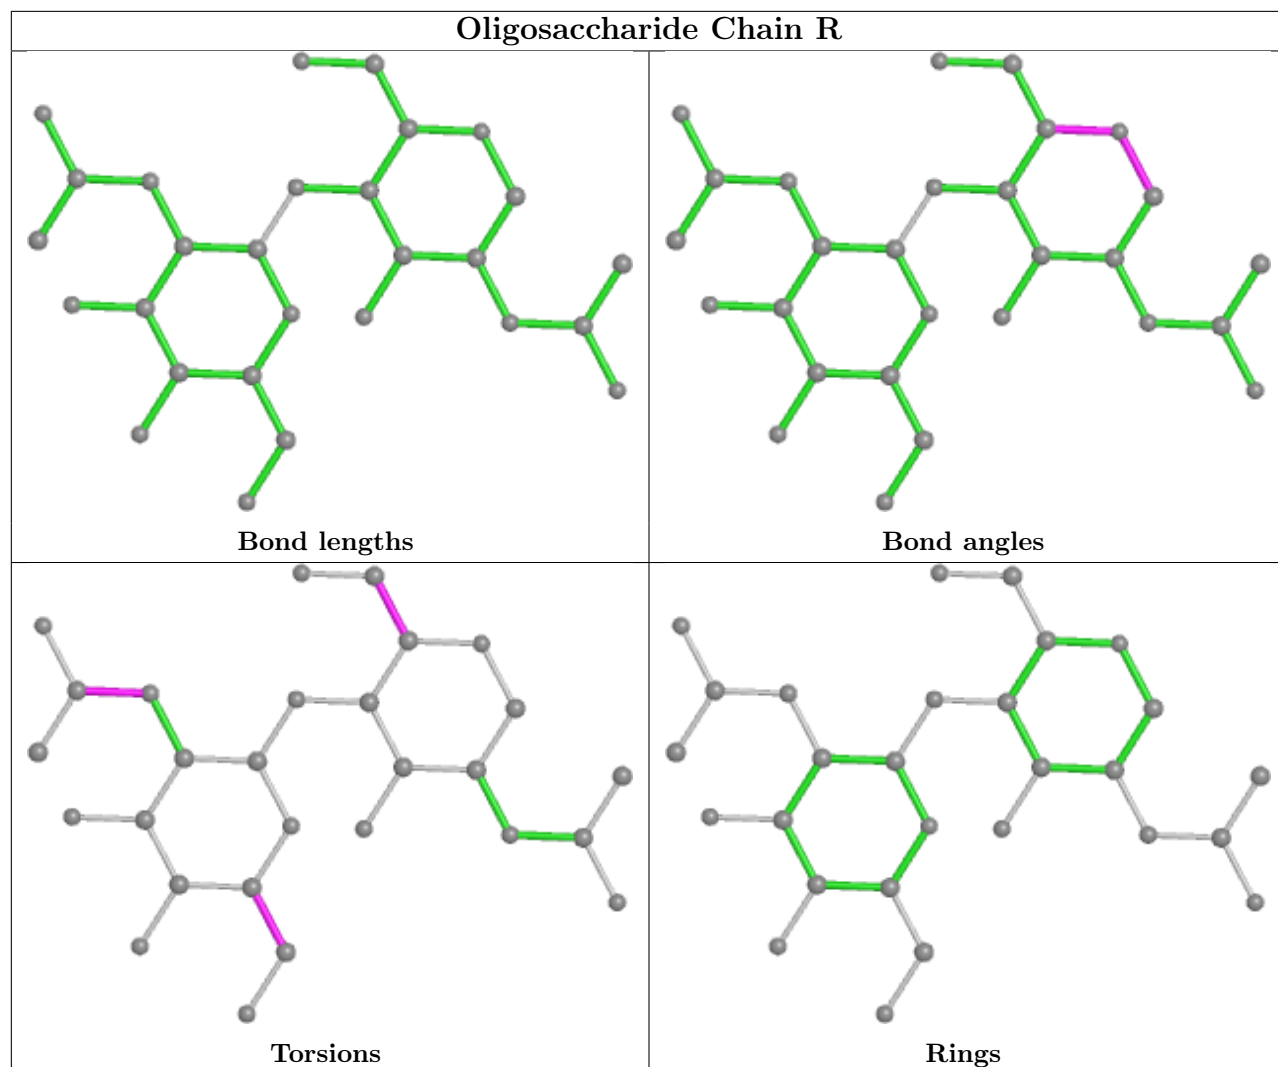 Oligosaccharide Chain R
Bond lengths
Bond angles
Torsions
Rings